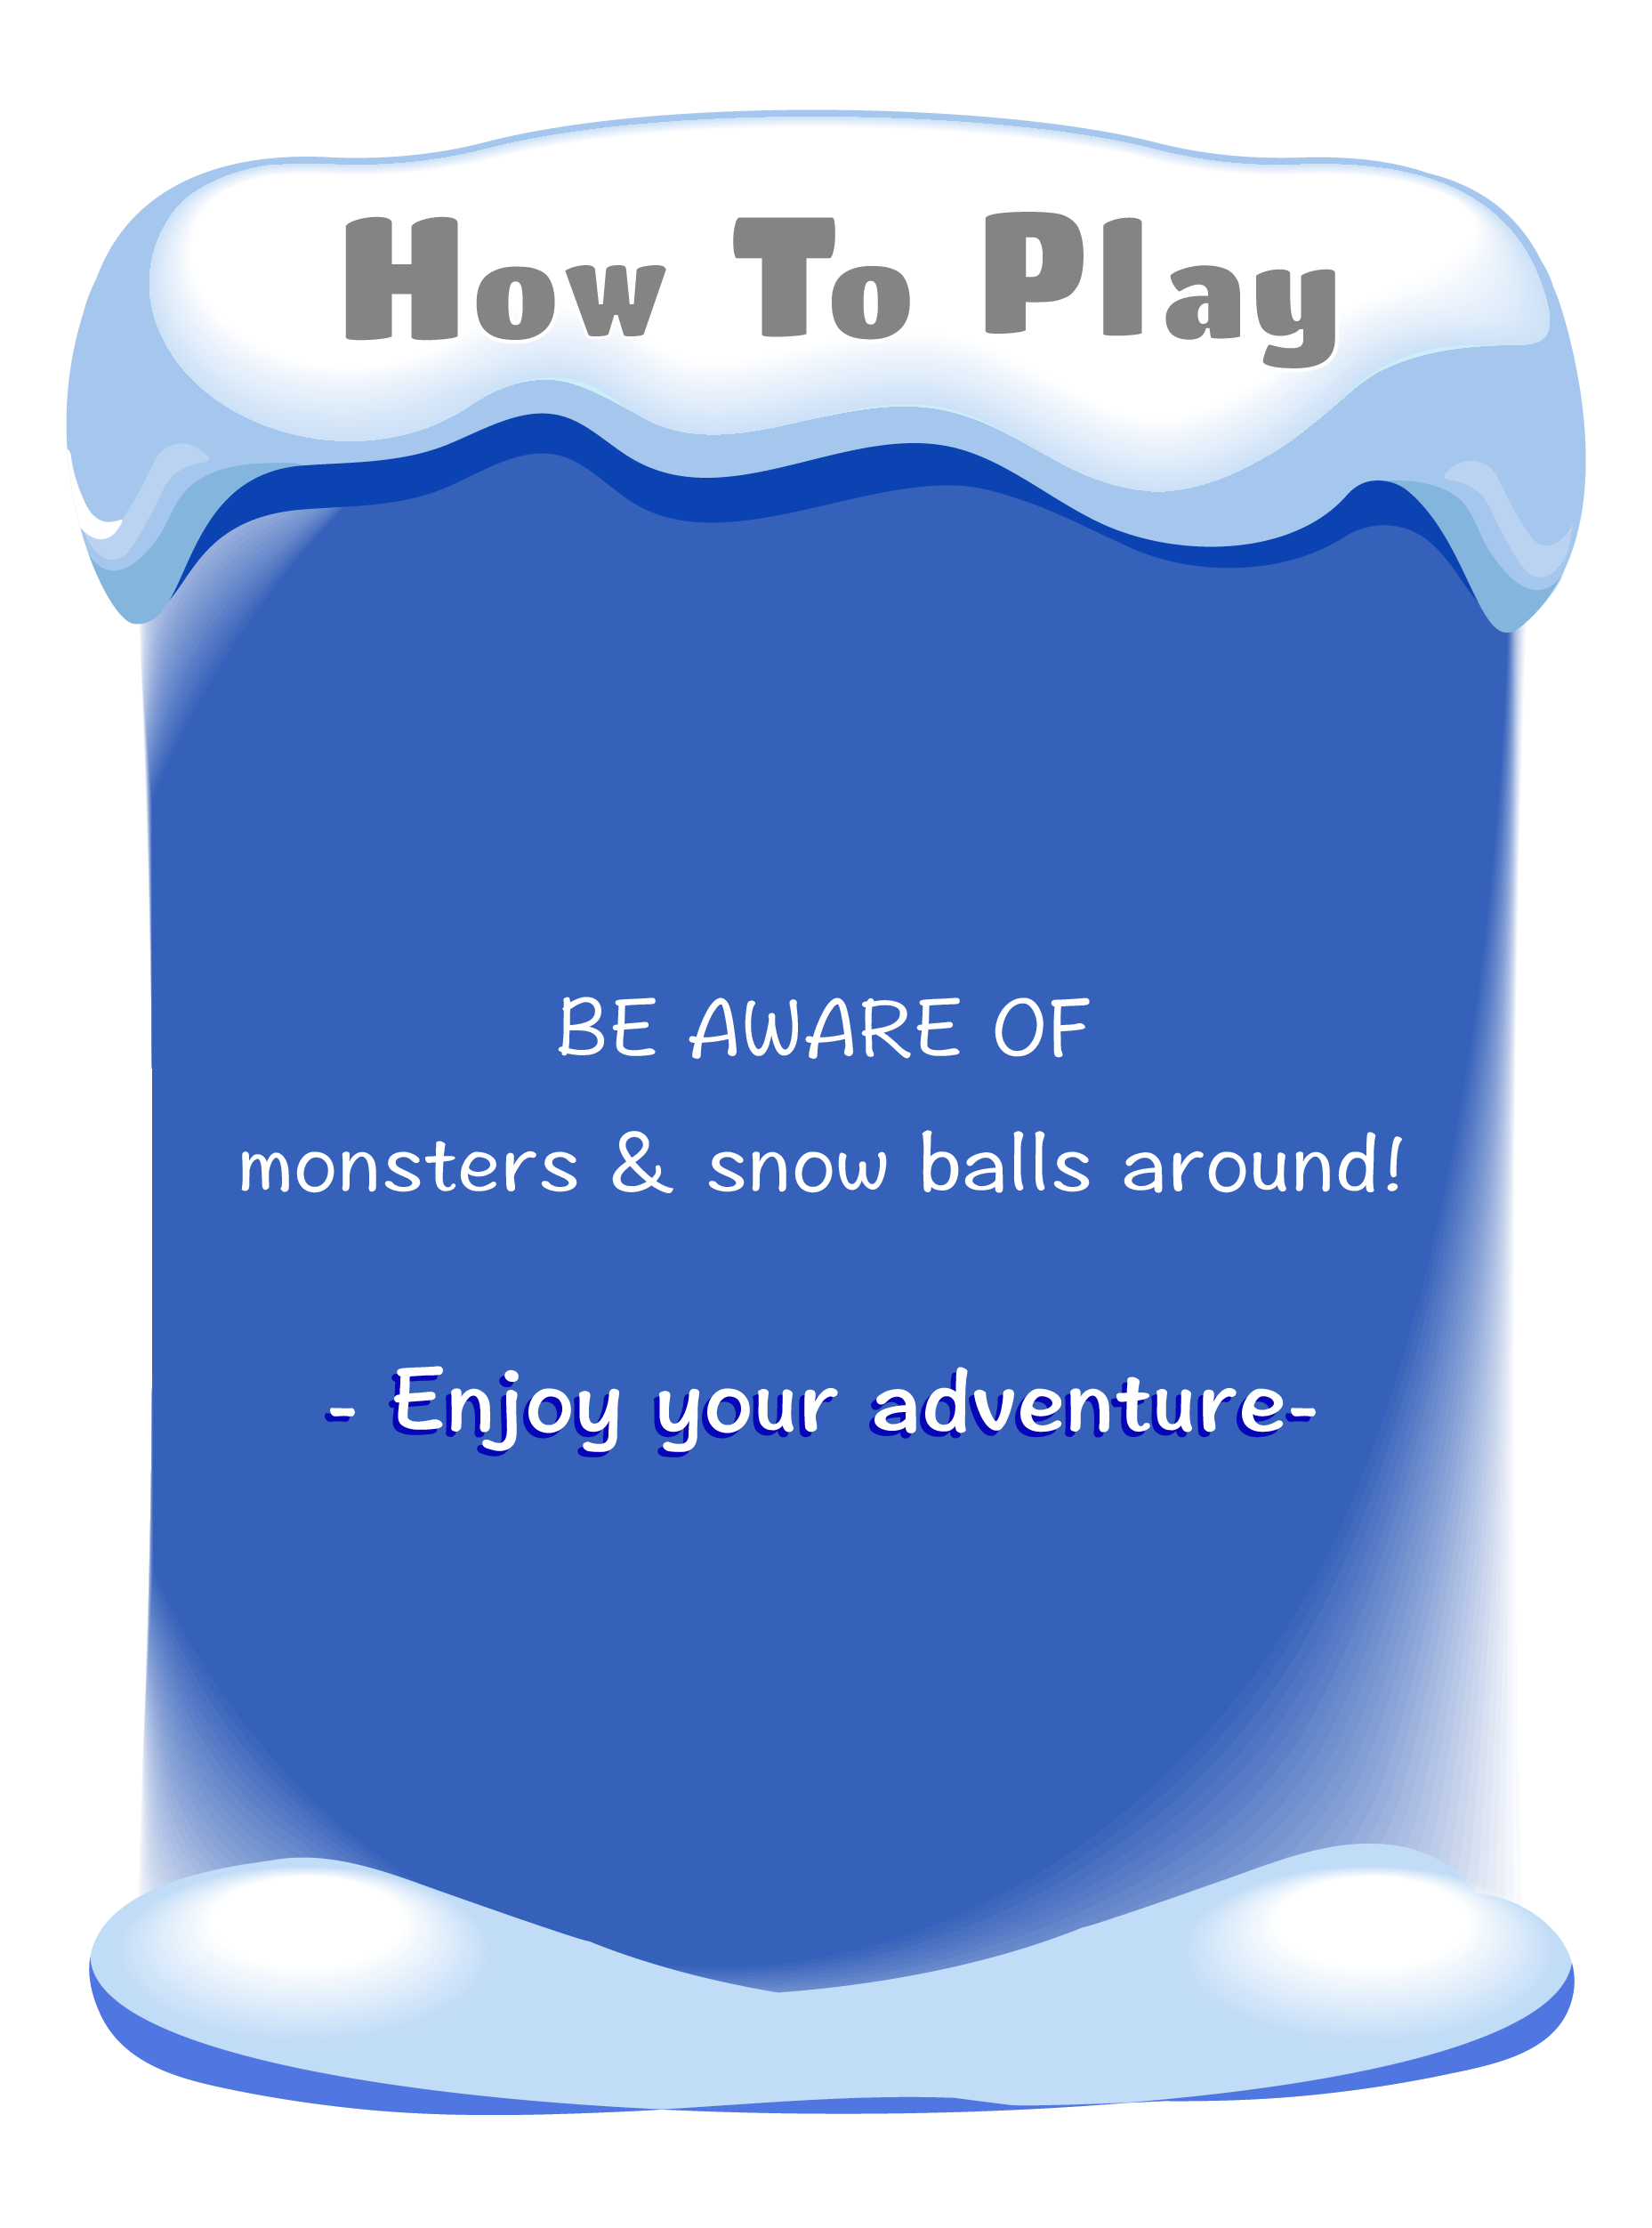 How To Play
BE AWARE OF
monsters & snow balls around!
- Enjoy your adventure-